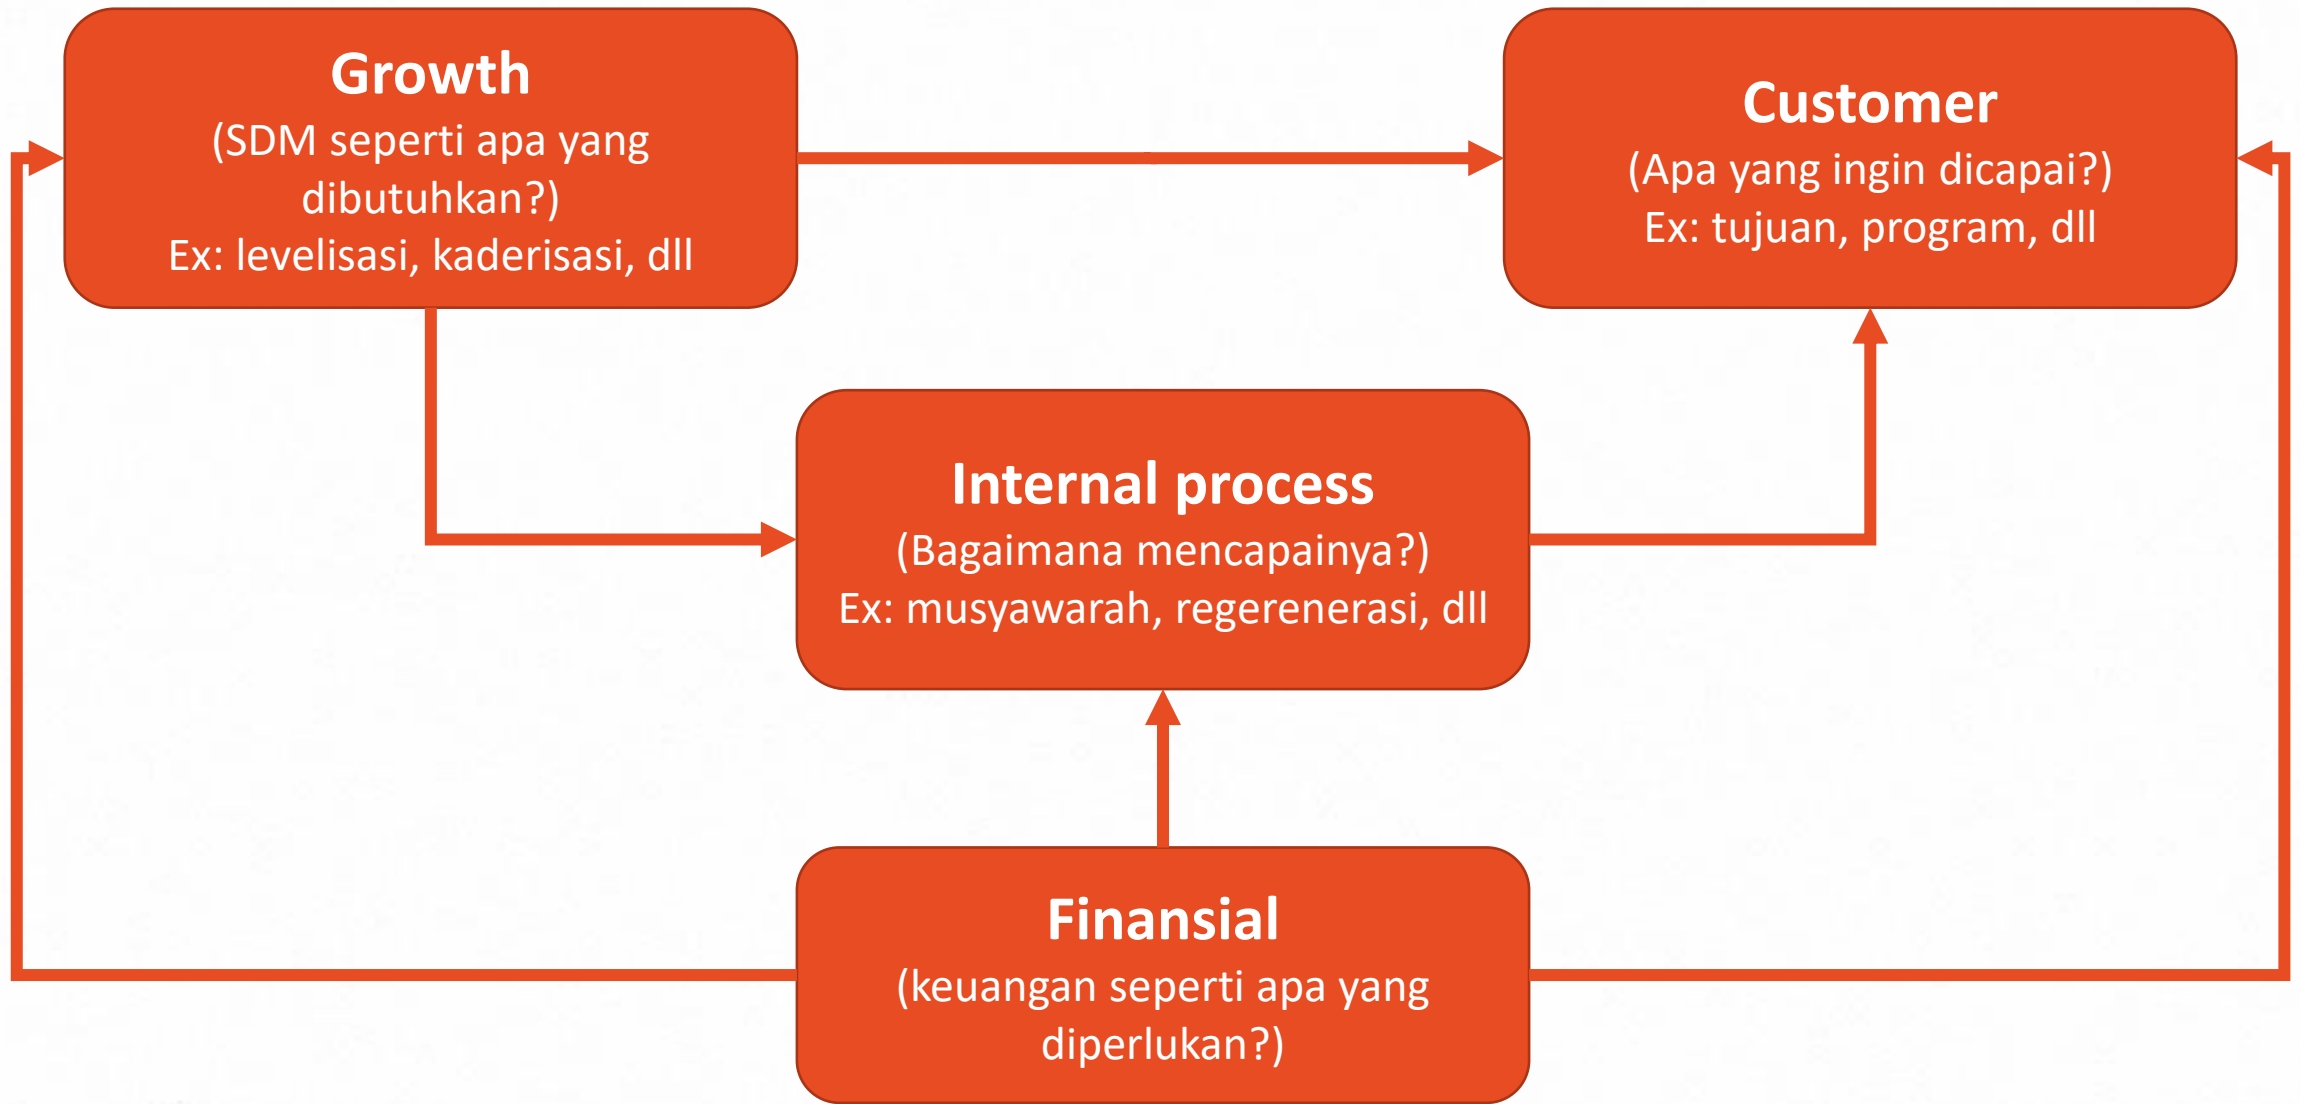 Growth
(SDM seperti apa yang
dibutuhkan?)
Ex: levelisasi, kaderisasi, dll
Customer
(Apa yang ingin dicapai?)
Ex: tujuan, program, dll
Internal process
(Bagaimana mencapainya?)
Ex: musyawarah, regerenerasi, dll
Finansial
(keuangan seperti apa yang
diperlukan?)